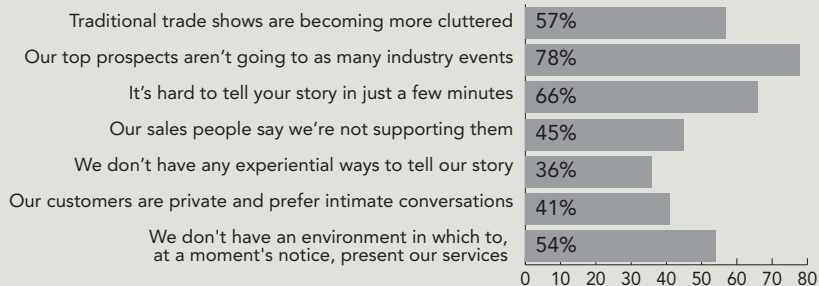 Traditional trade shows are becoming more cluttered 57%
Our top prospects aren’t going to as many industry events 78%
It’s hard to tell your story in just a few minutes 66%
Our sales people say we’re not supporting them 45%
We don’t have any experiential ways to tell our story 36%
Our customers are private and prefer intimate conversations 41%
We don't have an environment in which to,
at a moment's notice, present our services 54%
0 10 20 30 40 50 60 70 80